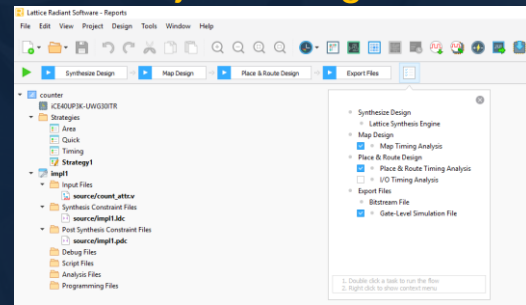 Lattice Radiant Software - Reports
File Edit View Project Design Tools Window Help
Synthesize Design Map Design Place & Route Design Export Files
counter
iCE40UP3K-UWG30ITR
Strategies
Area
Quick
Timing
Strategy1
impl1
Input Files
source/count_attr.v
Synthesis Constraint Files
source/impl1.ldc
Post Synthesis Constraint Files
source/impl1.pdc
Debug Files
Script Files
Analysis Files
Programming Files
Synthesize Design
Lattice Synthesis Engine
Map Design
Map Timing Analysis
Place & Route Design
Place & Route Timing Analysis
I/O Timing Analysis
Export Files
Bitstream File
Gate-Level Simulation File
1. Double click a task to run the flow
2. Right click to show context menu